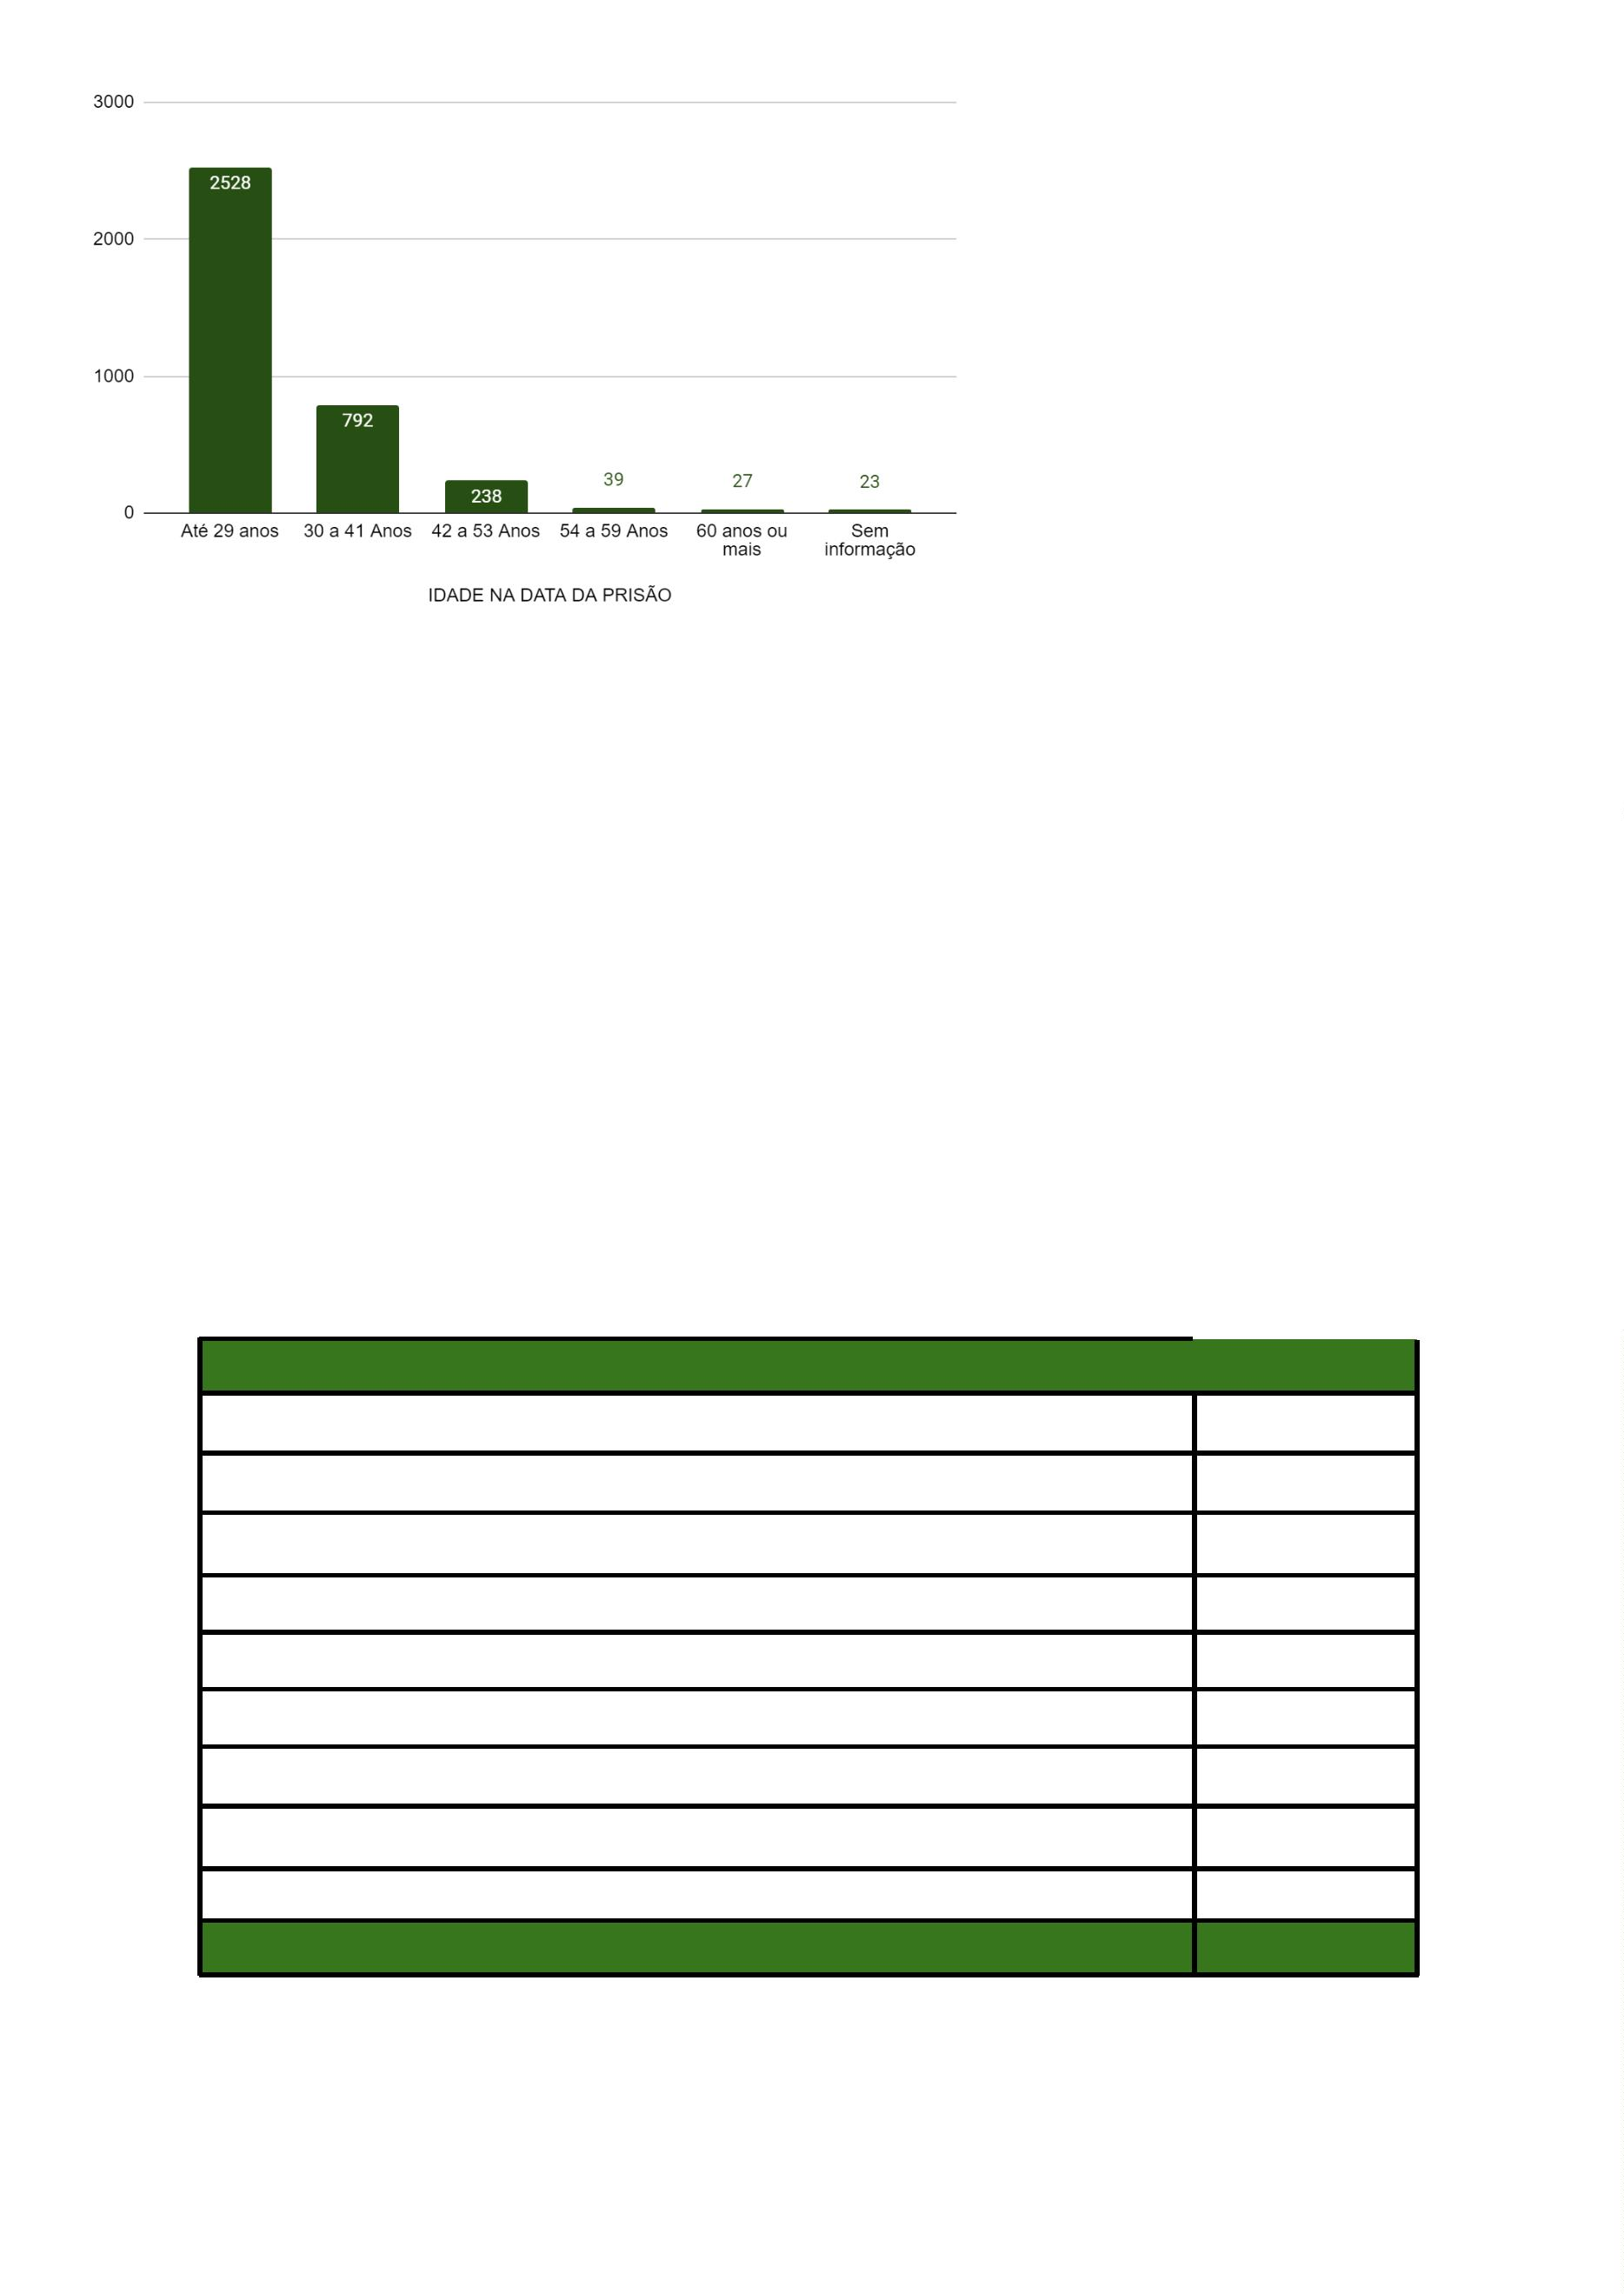 3000
2528
2000
1000
792
238
39
27
23
0
Até 29 anos
30 a 41 Anos
42 a 53 Anos
54 a 59 Anos
60 anos ou
mais
Sem
informação
IDADE NA DATA DA PRISÃO